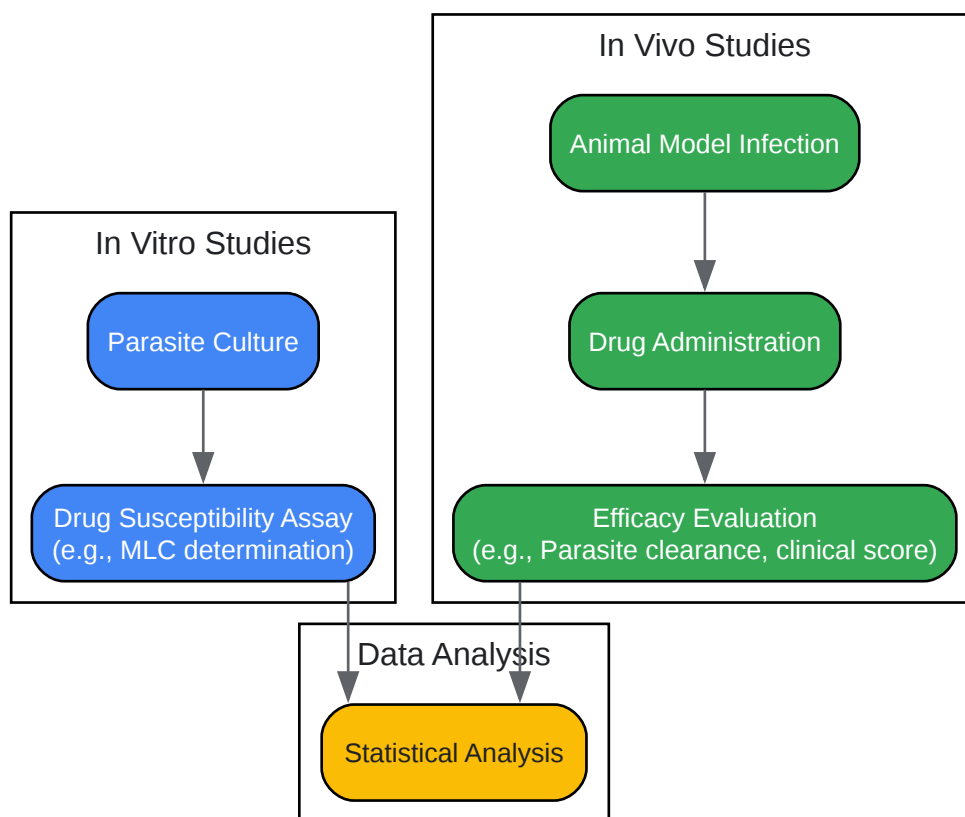 In Vitro Studies
Parasite Culture
Drug Susceptibility Assay
(e.g., MLC determination)
In Vivo Studies
Animal Model Infection
Drug Administration
Efficacy Evaluation
(e.g., Parasite clearance, clinical score)
Data Analysis
Statistical Analysis